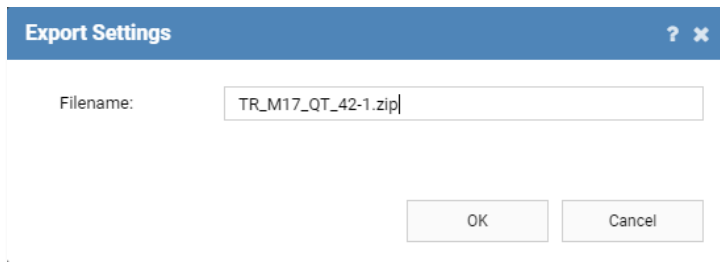 Export Settings ? ✖
Filename: TR_M17_QT_42-1.zip
OK Cancel